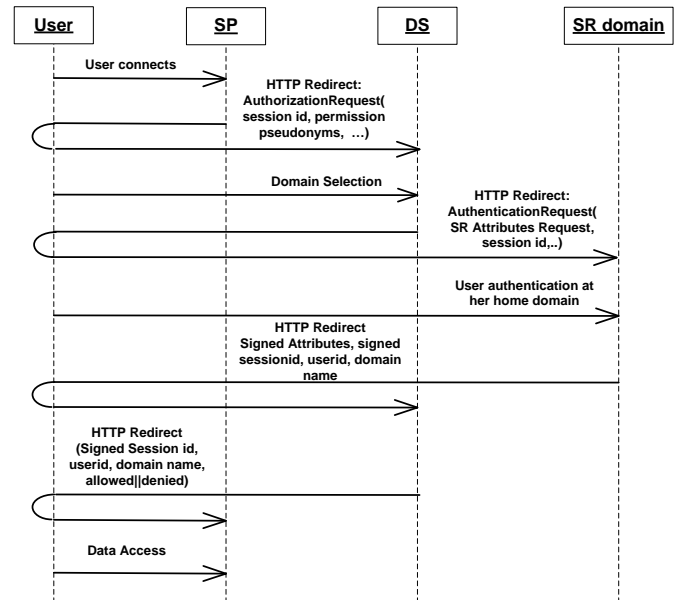 User SP DS SR domain
User connects
HTTP Redirect:
AuthorizationRequest(
session id, permission
pseudonyms, ...)
Domain Selection
HTTP Redirect:
AuthenticationRequest(
SR Attributes Request,
session id,..)
User authentication at
her home domain
HTTP Redirect
Signed Attributes, signed
sessionid, userid, domain
name
HTTP Redirect
(Signed Session id,
userid, domain name,
allowed||denied)
Data Access